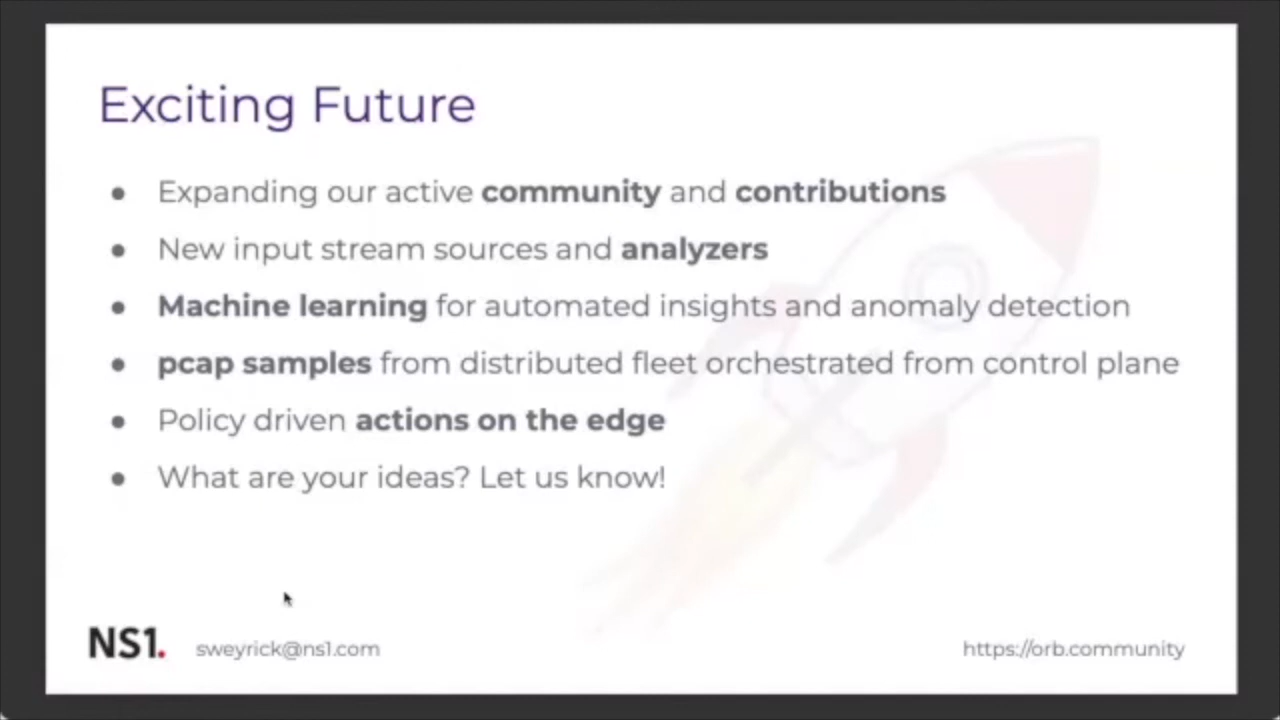 Exciting Future
● Expanding our active community and contributions
● New input stream sources and analyzers
● Machine learning for automated insights and anomaly detection
● pcap samples from distributed fleet orchestrated from control plane
● Policy driven actions on the edge
● What are your ideas? Let us know!
NS1. sweyrick@ns1.com https://orb.community